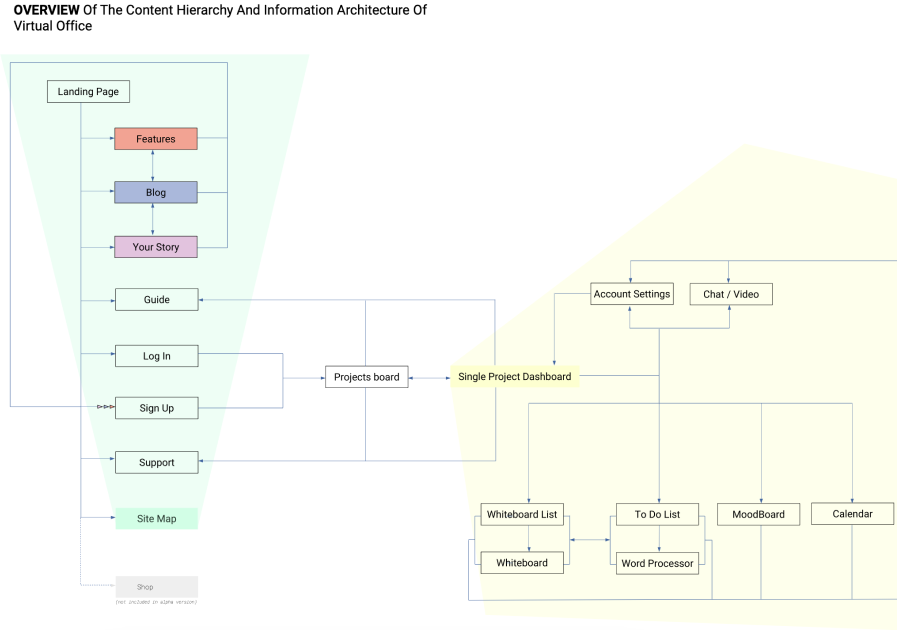 OVERVIEW Of The Content Hierarchy And Information Architecture Of
Virtual Office
Landing Page
Features
Blog
Your Story
Guide
Log In
Sign Up
Support
Site Map
Shop
(not included in alpha version)
Projects board
Single Project Dashboard
Account Settings
Chat / Video
Whiteboard List
Whiteboard
To Do List
Word Processor
MoodBoard
Calendar